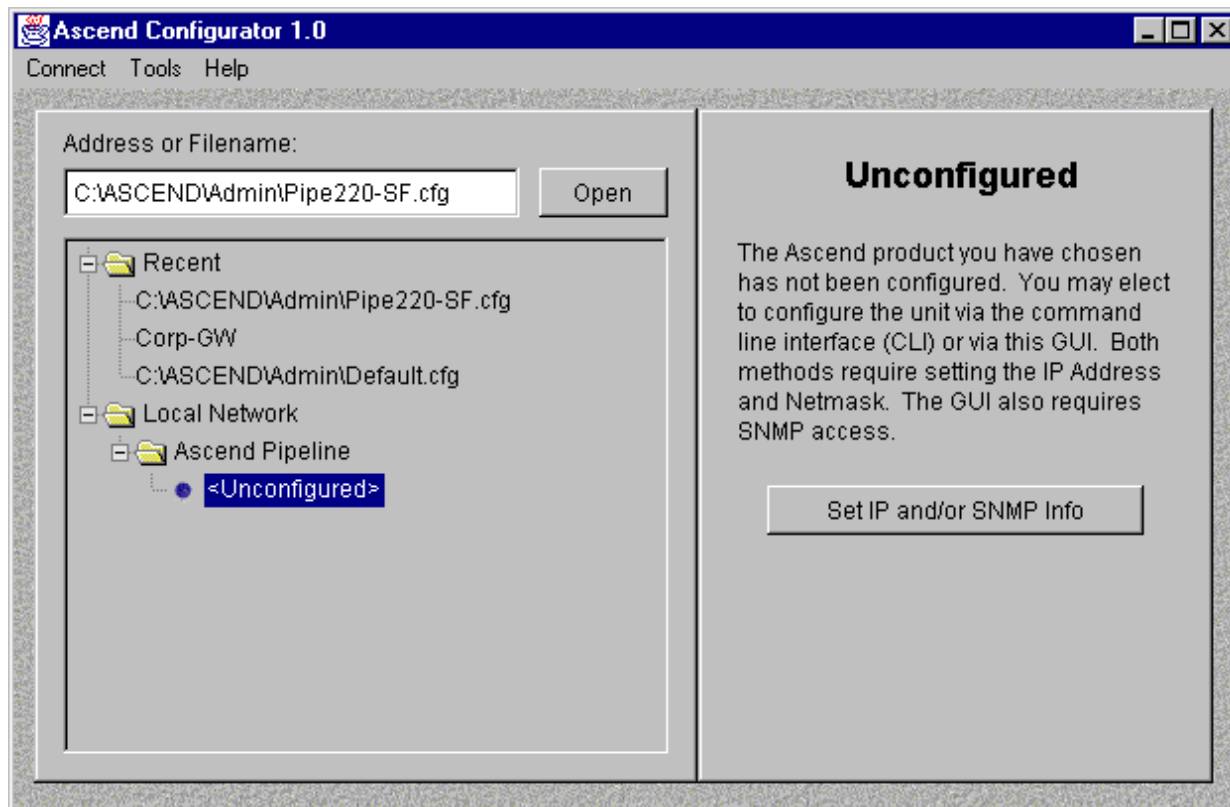 Ascend Configurator 1.0
Connect Tools Help
Address or Filename:
C:\ASCEND\Admin\Pipe220-SF.cfg
Open
Recent
C:\ASCEND\Admin\Pipe220-SF.cfg
Corp-GW
C:\ASCEND\Admin\Default.cfg
Local Network
Ascend Pipeline
<Unconfigured>
Unconfigured
The Ascend product you have chosen
has not been configured. You may elect
to configure the unit via the command
line interface (CLI) or via this GUI. Both
methods require setting the IP Address
and Netmask. The GUI also requires
SNMP access.
Set IP and/or SNMP Info